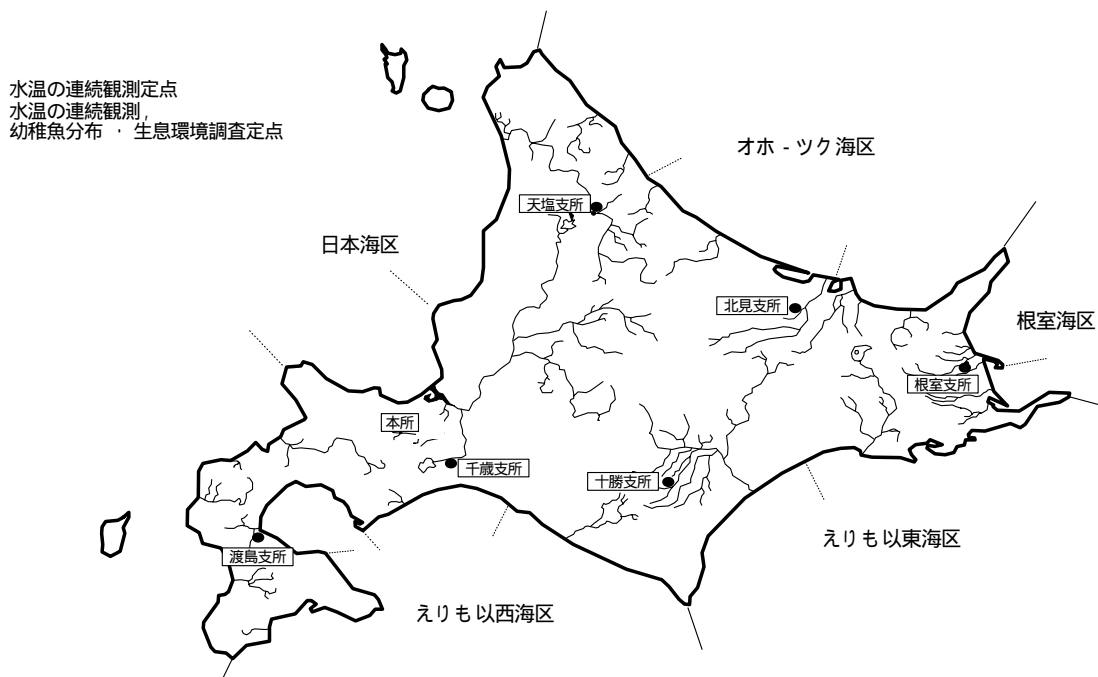 水温の連続観測定点
水温の連続観測,
幼稚魚分布 ・ 生息環境調査定点
オホ-ツク海区
天塩支所
日本海区
北見支所
根室海区
根室支所
本所
千歳支所
十勝支所
えりも以東海区
渡島支所
えりも以西海区